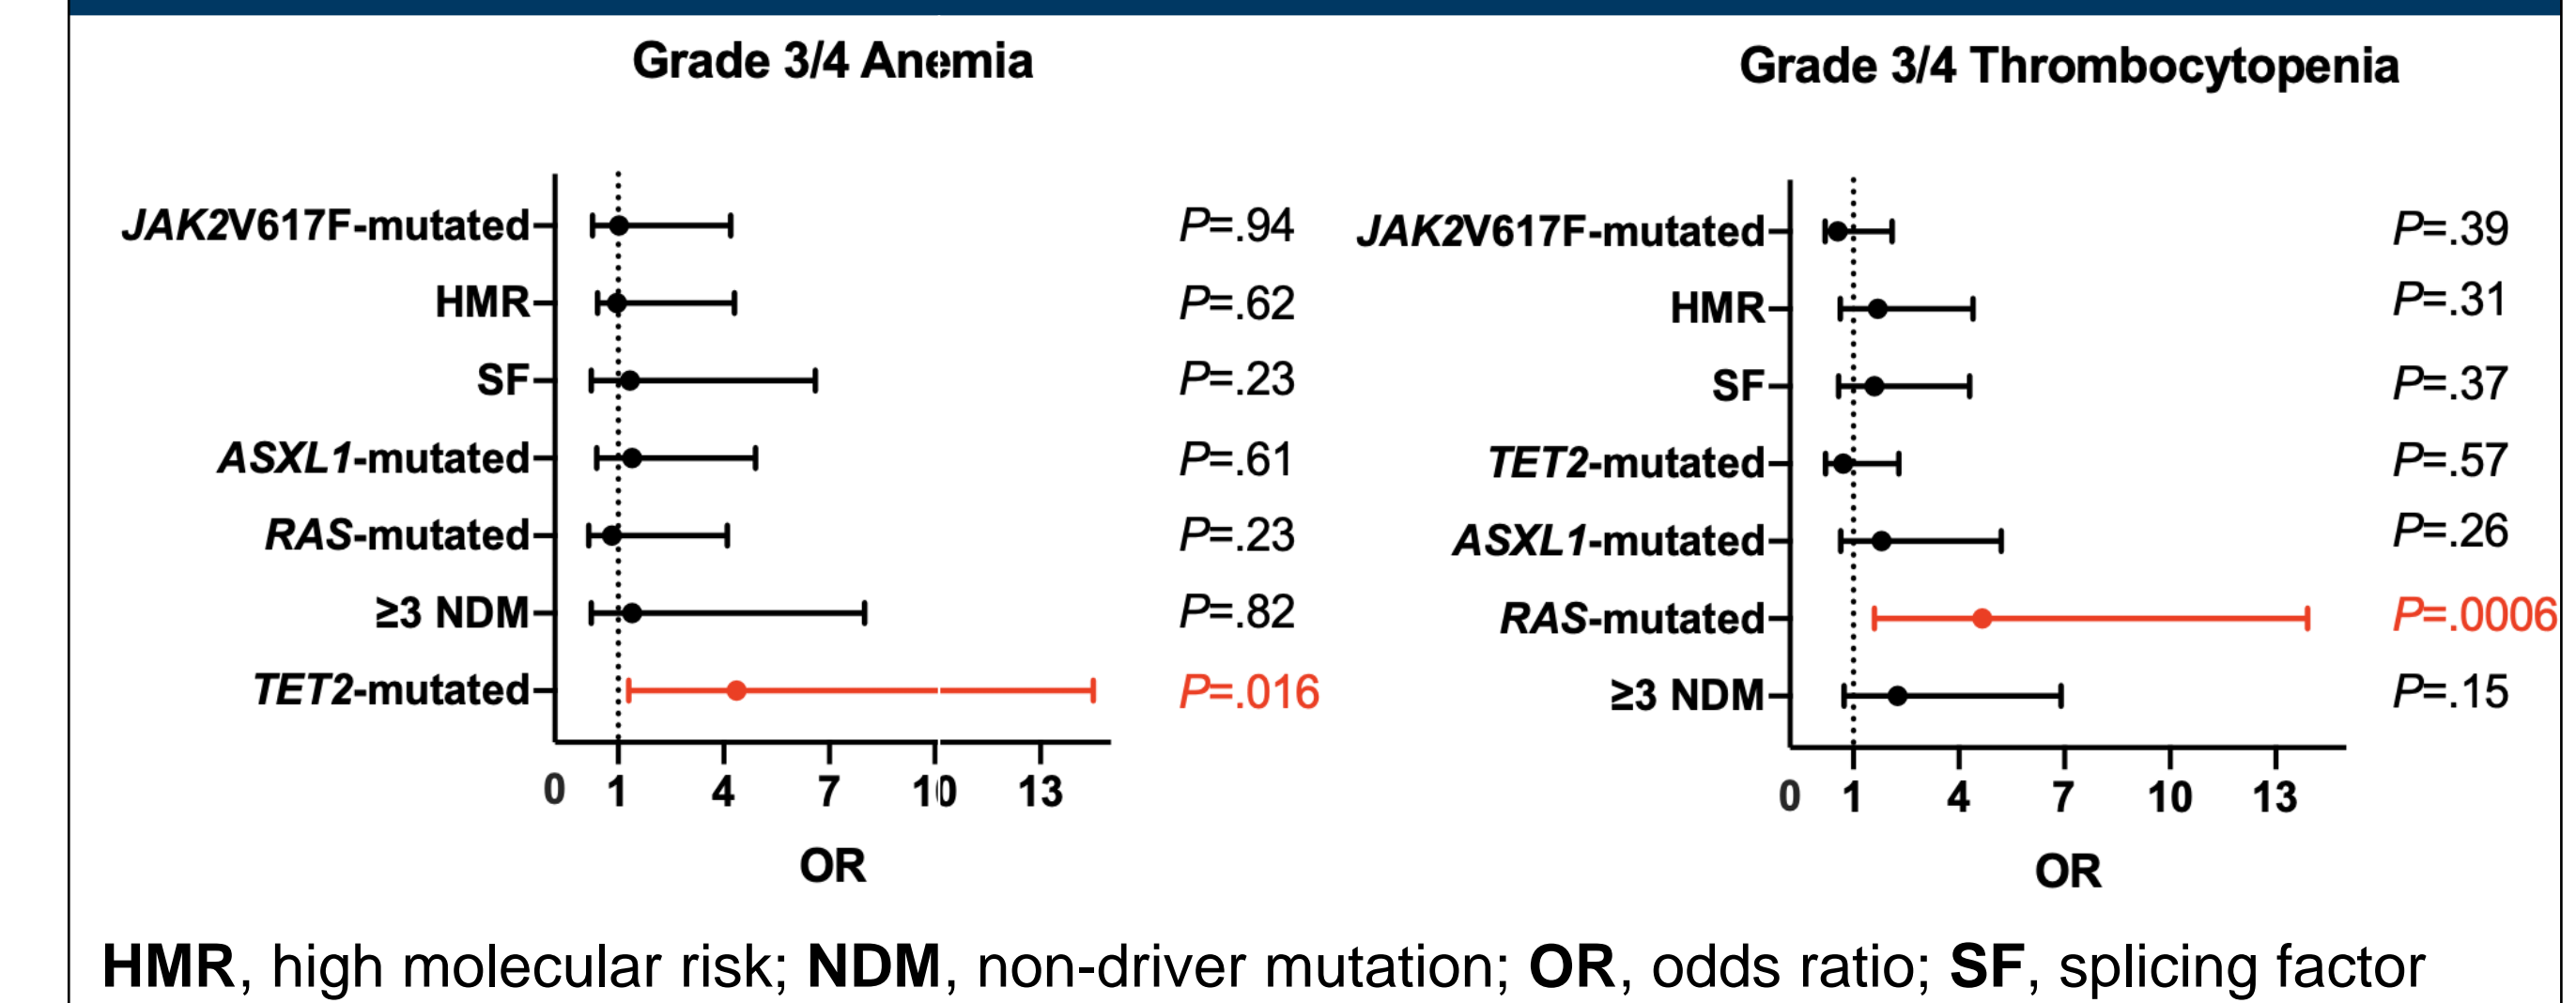 Grade 3/4 Anemia
JAK2V617F-mutated P=.94
HMR P=.62
SF P=.23
ASXL1-mutated P=.61
RAS-mutated P=.23
≥3 NDM P=.82
TET2-mutated P=.016
0 1 4 7 10 13
OR
Grade 3/4 Thrombocytopenia
JAK2V617F-mutated P=.39
HMR P=.31
SF P=.37
TET2-mutated P=.57
ASXL1-mutated P=.26
RAS-mutated P=.0006
≥3 NDM P=.15
0 1 4 7 10 13
OR
HMR, high molecular risk; NDM, non-driver mutation; OR, odds ratio; SF, splicing factor